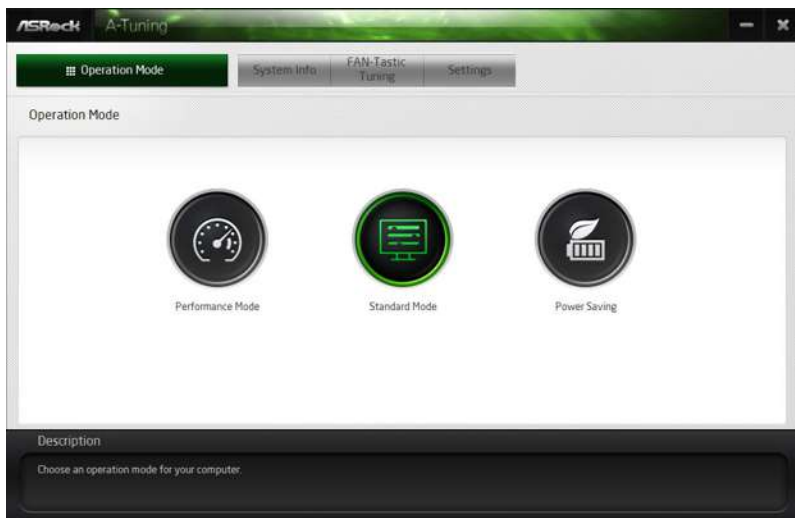 ASRock A-Tuning
Operation Mode System Info FAN-Tastic Tuning Settings
Operation Mode
Performance Mode Standard Mode Power Saving
Description
Choose an operation mode for your computer.